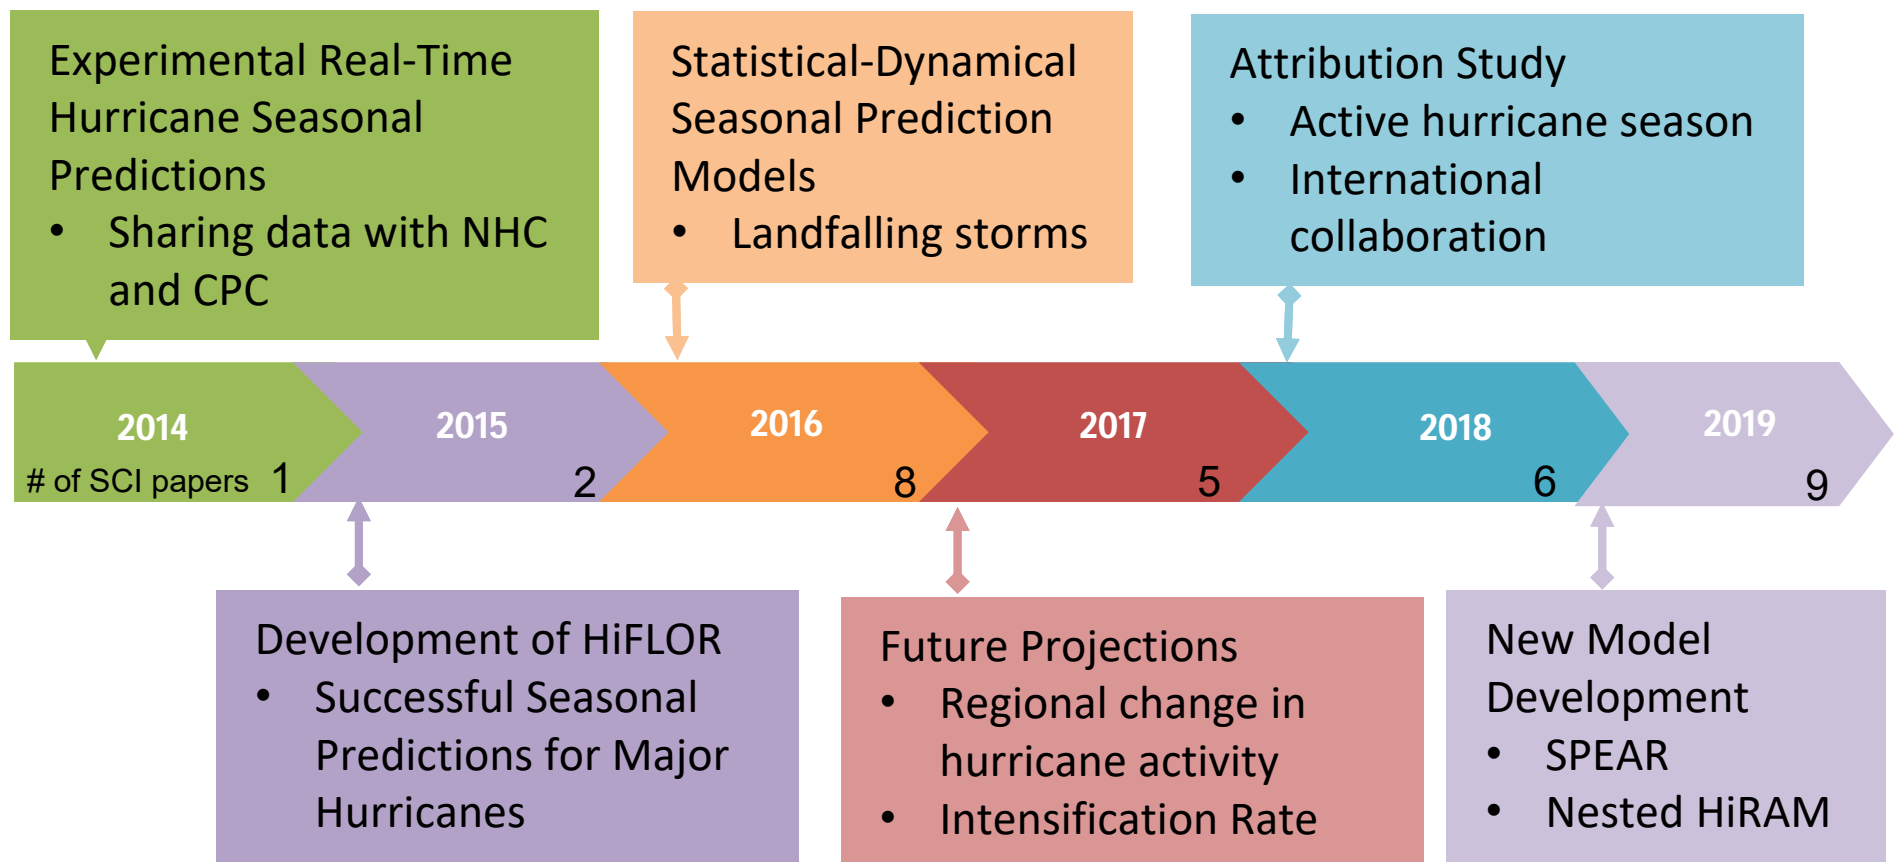 Experimental Real-Time
Hurricane Seasonal
Predictions
• Sharing data with NHC
and CPC
Statistical-Dynamical
Seasonal Prediction
Models
• Landfalling storms
Attribution Study
• Active hurricane season
• International
collaboration
2014
2015
2016
2017
2018
2019
# of SCI papers 1
2
8
5
6
9
Development of HiFLOR
• Successful Seasonal
Predictions for Major
Hurricanes
Future Projections
• Regional change in
hurricane activity
• Intensification Rate
New Model
Development
• SPEAR
• Nested HiRAM